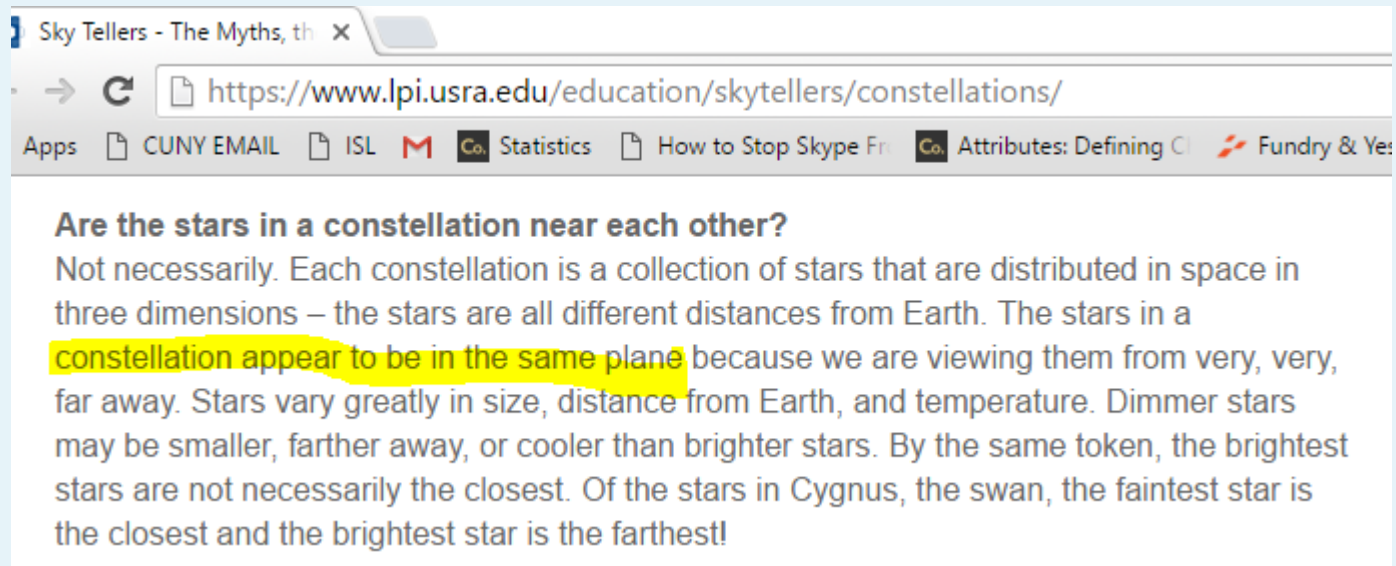 Sky Tellers - The Myths, th
https://www.lpi.usra.edu/education/skytellers/constellations/
Apps CUNY EMAIL ISL Co. Statistics How to Stop Skype Fr Co. Attributes: Defining Cl Fundry & Yes
Are the stars in a constellation near each other?
Not necessarily. Each constellation is a collection of stars that are distributed in space in
three dimensions – the stars are all different distances from Earth. The stars in a
constellation appear to be in the same plane because we are viewing them from very, very,
far away. Stars vary greatly in size, distance from Earth, and temperature. Dimmer stars
may be smaller, farther away, or cooler than brighter stars. By the same token, the brightest
stars are not necessarily the closest. Of the stars in Cygnus, the swan, the faintest star is
the closest and the brightest star is the farthest!